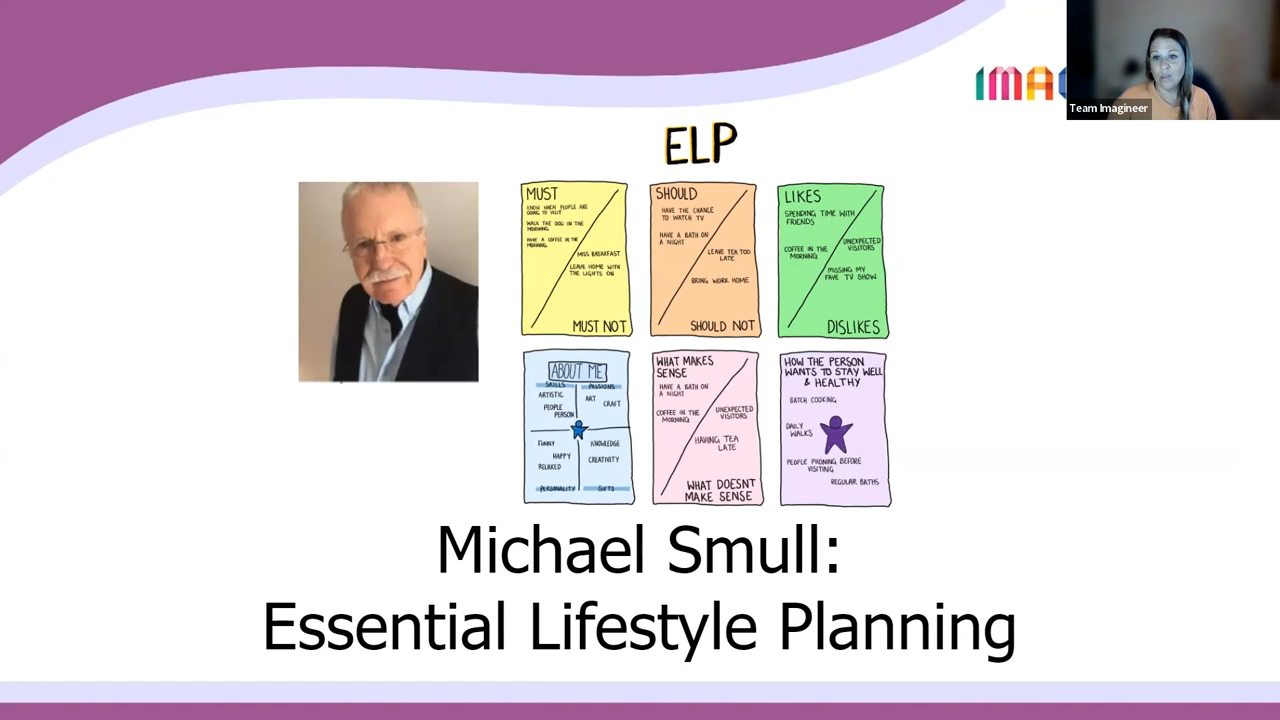 IMAG
Team Imagineer
ELP
MUST
KNOW WHEN PEOPLE ARE
GOING TO VISIT
WALK THE DOG IN THE
MORNING
HAVE A COFFEE IN THE
MORNING
MISS BREAKFAST
LEAVE HOME WITH
THE LIGHTS ON
MUST NOT
SHOULD
HAVE THE CHANCE
TO WATCH TV
HAVE A BATH ON
A NIGHT
LEAVE TEA TOO
LATE
BRING WORK HOME
SHOULD NOT
LIKES
SPENDING TIME WITH
FRIENDS
COFFEE IN THE
MORNING
UNEXPECTED
VISITORS
MISSING MY
FAVE TV SHOW
DISLIKES
ABOUT ME
SKILLS
ARTISTIC
PEOPLE
PERSON
PASSIONS
ART
CRAFT
FUNNY
HAPPY
RELAXED
PERSONALITY
KNOWLEDGE
CREATIVITY
GIFTS
WHAT MAKES
SENSE
HAVE A BATH ON
A NIGHT
COFFEE IN THE
MORNING
UNEXPECTED
VISITORS
HAVING TEA
LATE
WHAT DOESNT
MAKE SENSE
HOW THE PERSON
WANTS TO STAY WELL
& HEALTHY
BATCH COOKING
DAILY
WALKS
PEOPLE PHONING BEFORE
VISITING
REGULAR BATHS
Michael Smull:
Essential Lifestyle Planning